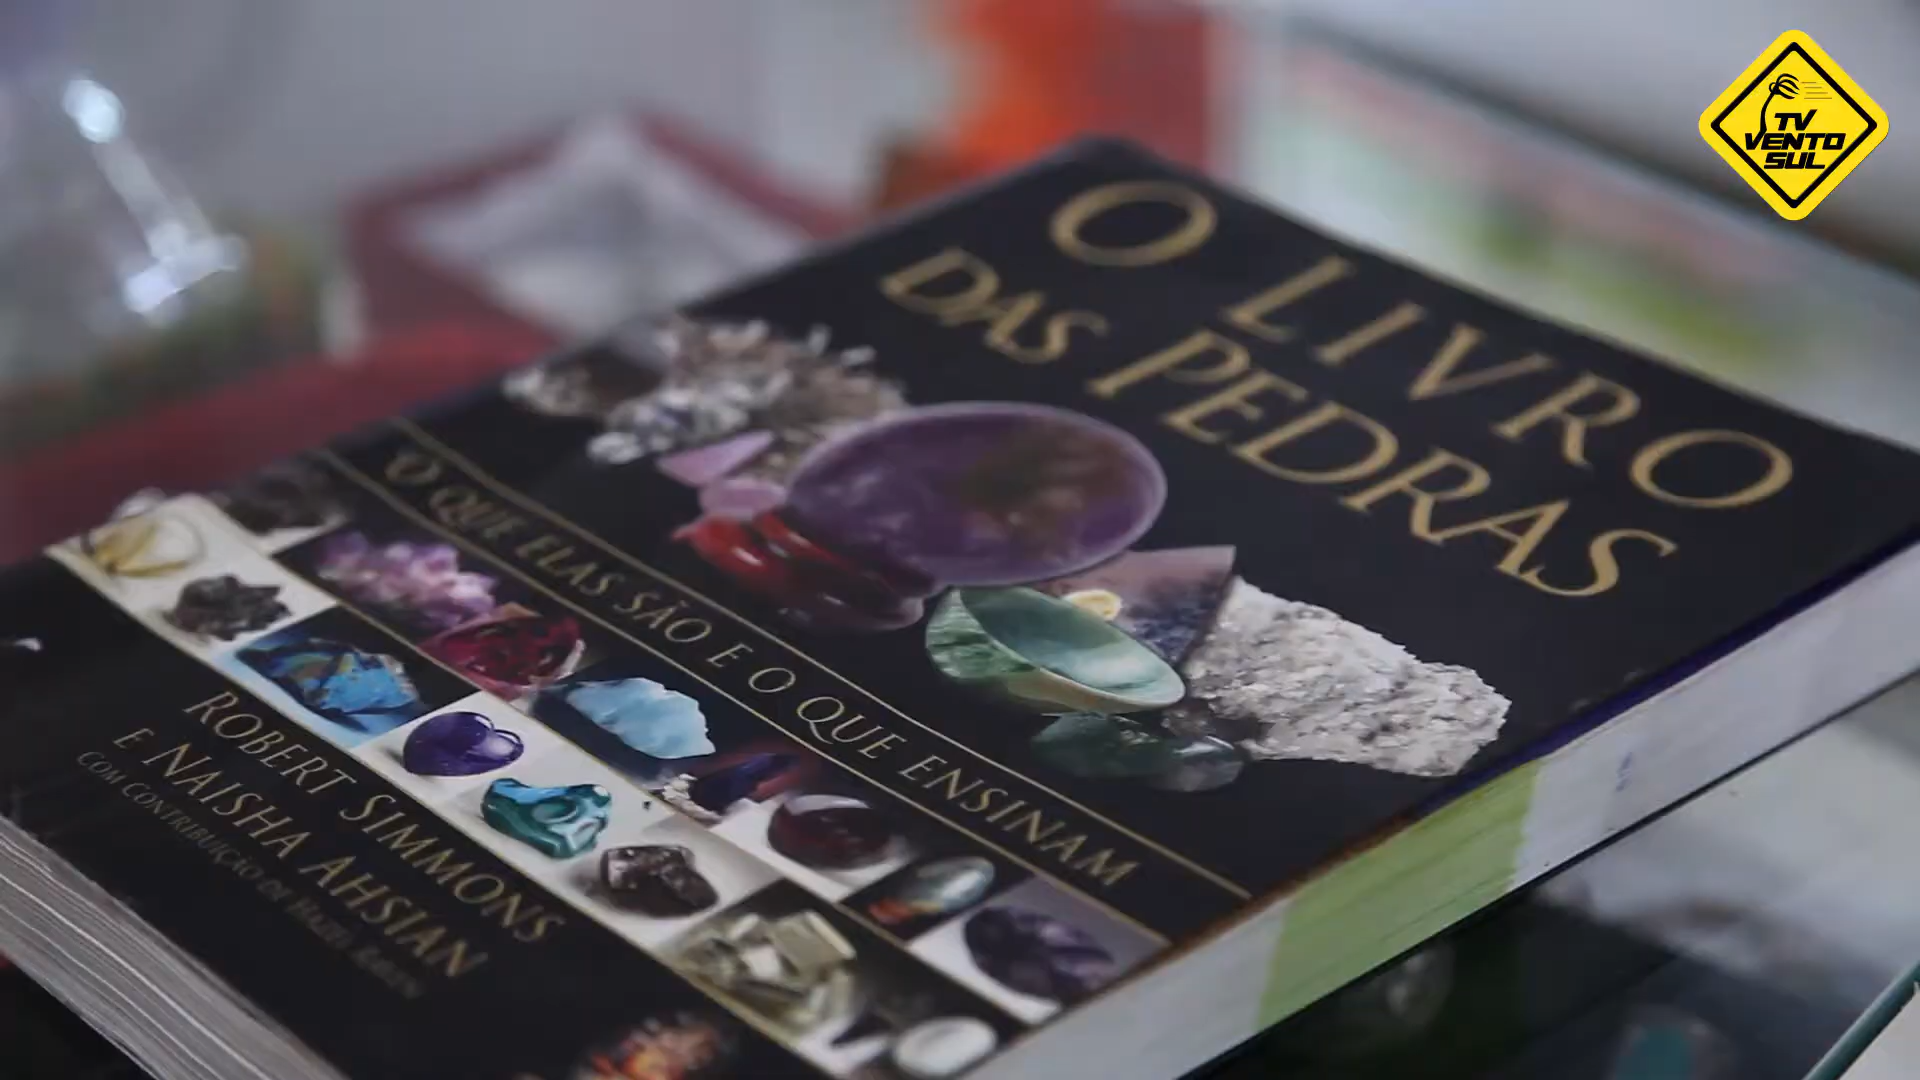 O LIVRO
DAS PEDRAS
O QUE ELAS SÃO E O QUE ENSINAM
ROBERT SIMMONS
E NAISHA AHSIAN
COM CONTRIBUIÇÃO DE
TV
VENTO
SUL